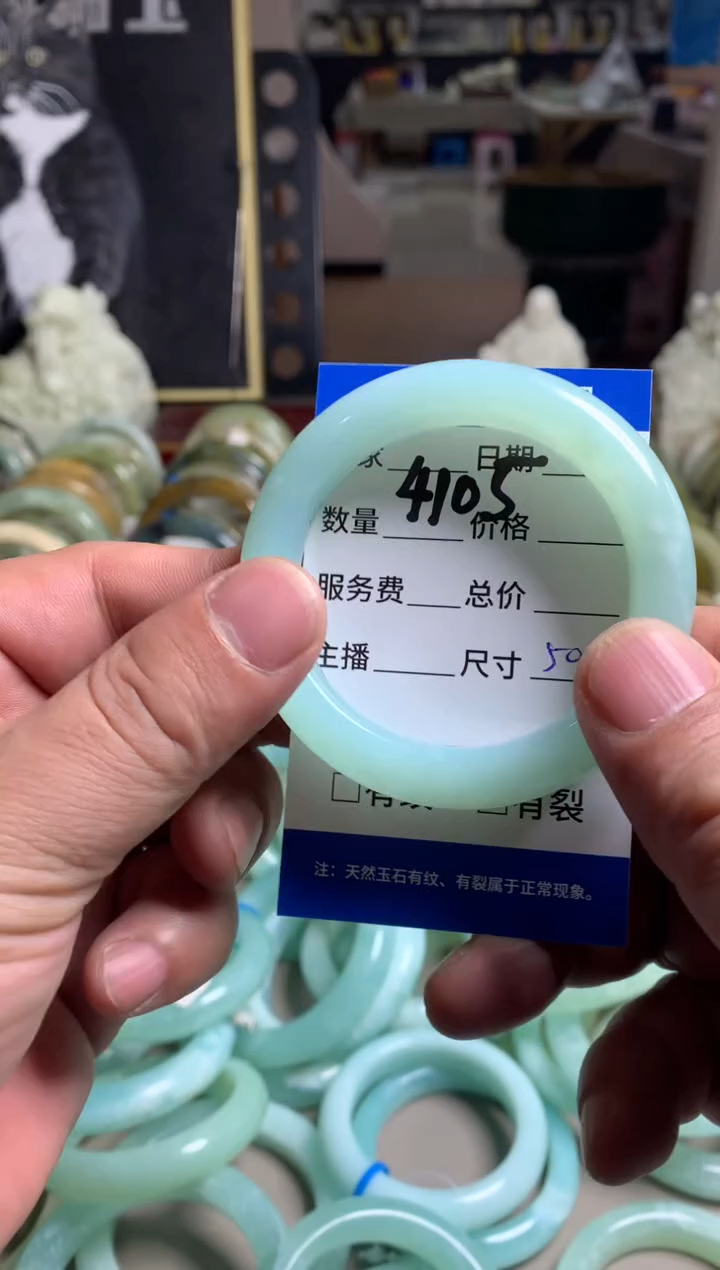 家 日期
4105
数量 价格
服务费 总价
主播 尺寸 50
有裂
注：天然玉石有纹、有裂属于正常现象。